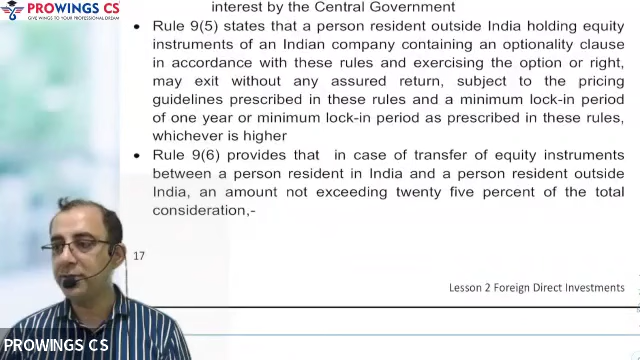 PROWINGS CS
GIVE WINGS TO YOUR PROFESSIONAL DREAM
interest by the Central Government
• Rule 9(5) states that a person resident outside India holding equity
instruments of an Indian company containing an optionality clause
in accordance with these rules and exercising the option or right,
may exit without any assured return, subject to the pricing
guidelines prescribed in these rules and a minimum lock-in period
of one year or minimum lock-in period as prescribed in these rules,
whichever is higher
• Rule 9(6) provides that in case of transfer of equity instruments
between a person resident in India and a person resident outside
India, an amount not exceeding twenty five percent of the total
consideration,-
17
Lesson 2 Foreign Direct Investments
PROWINGS CS